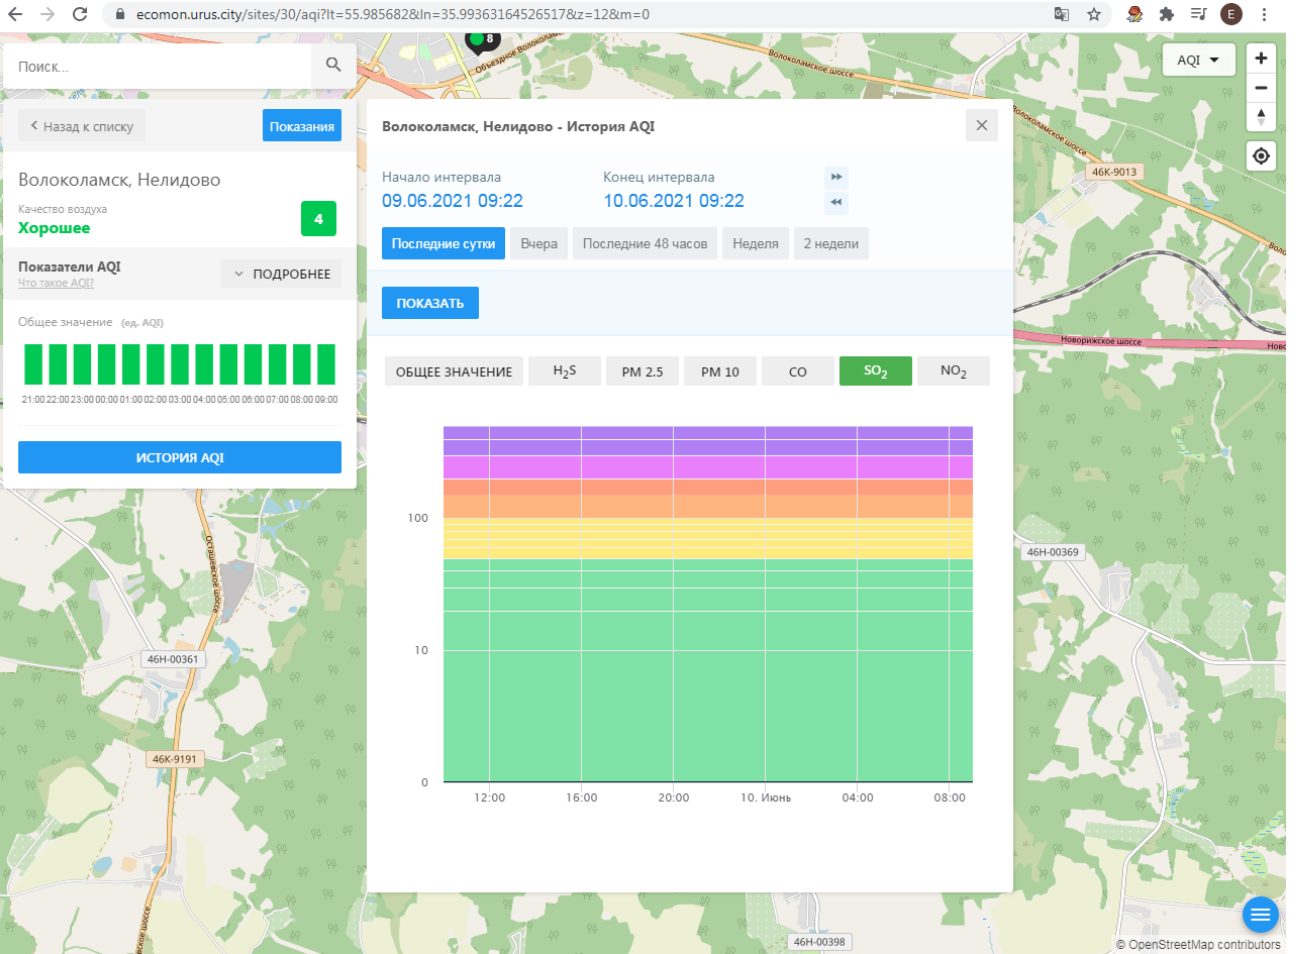 ecomon.urus.city/sites/30/aqi?lt=55.985682&ln=35.99363164526517&z=12&m=0
E
8
Объездное Волоколамск
Волоколамское шоссе
Поиск...
AQI
Назад к списку
Показания
Волоколамск, Нелидово - История AQI
Волоколамское шоссе
46К-9013
Волоколамск, Нелидово
Качество воздуха
Хорошее
4
Начало интервала
Конец интервала
09.06.2021 09:22
10.06.2021 09:22
Последние сутки
Вчера
Последние 48 часов
Неделя
2 недели
Показатели AQI
Что такое AQI?
ПОДРОБНЕЕ
ПОКАЗАТЬ
Общее значение (ед. AQI)
Новорижское шоссе
Ново
21:00 22:00 23:00 00:00 01:00 02:00 03:00 04:00 05:00 06:00 07:00 08:00 09:00
ОБЩЕЕ ЗНАЧЕНИЕ
H2S
PM 2.5
PM 10
CO
SO2
NO2
ИСТОРИЯ AQI
100
10
0
12:00
16:00
20:00
10. Июнь
04:00
08:00
Осташевское шоссе
46Н-00369
46Н-00361
46К-9191
46Н-00398
© OpenStreetMap contributors